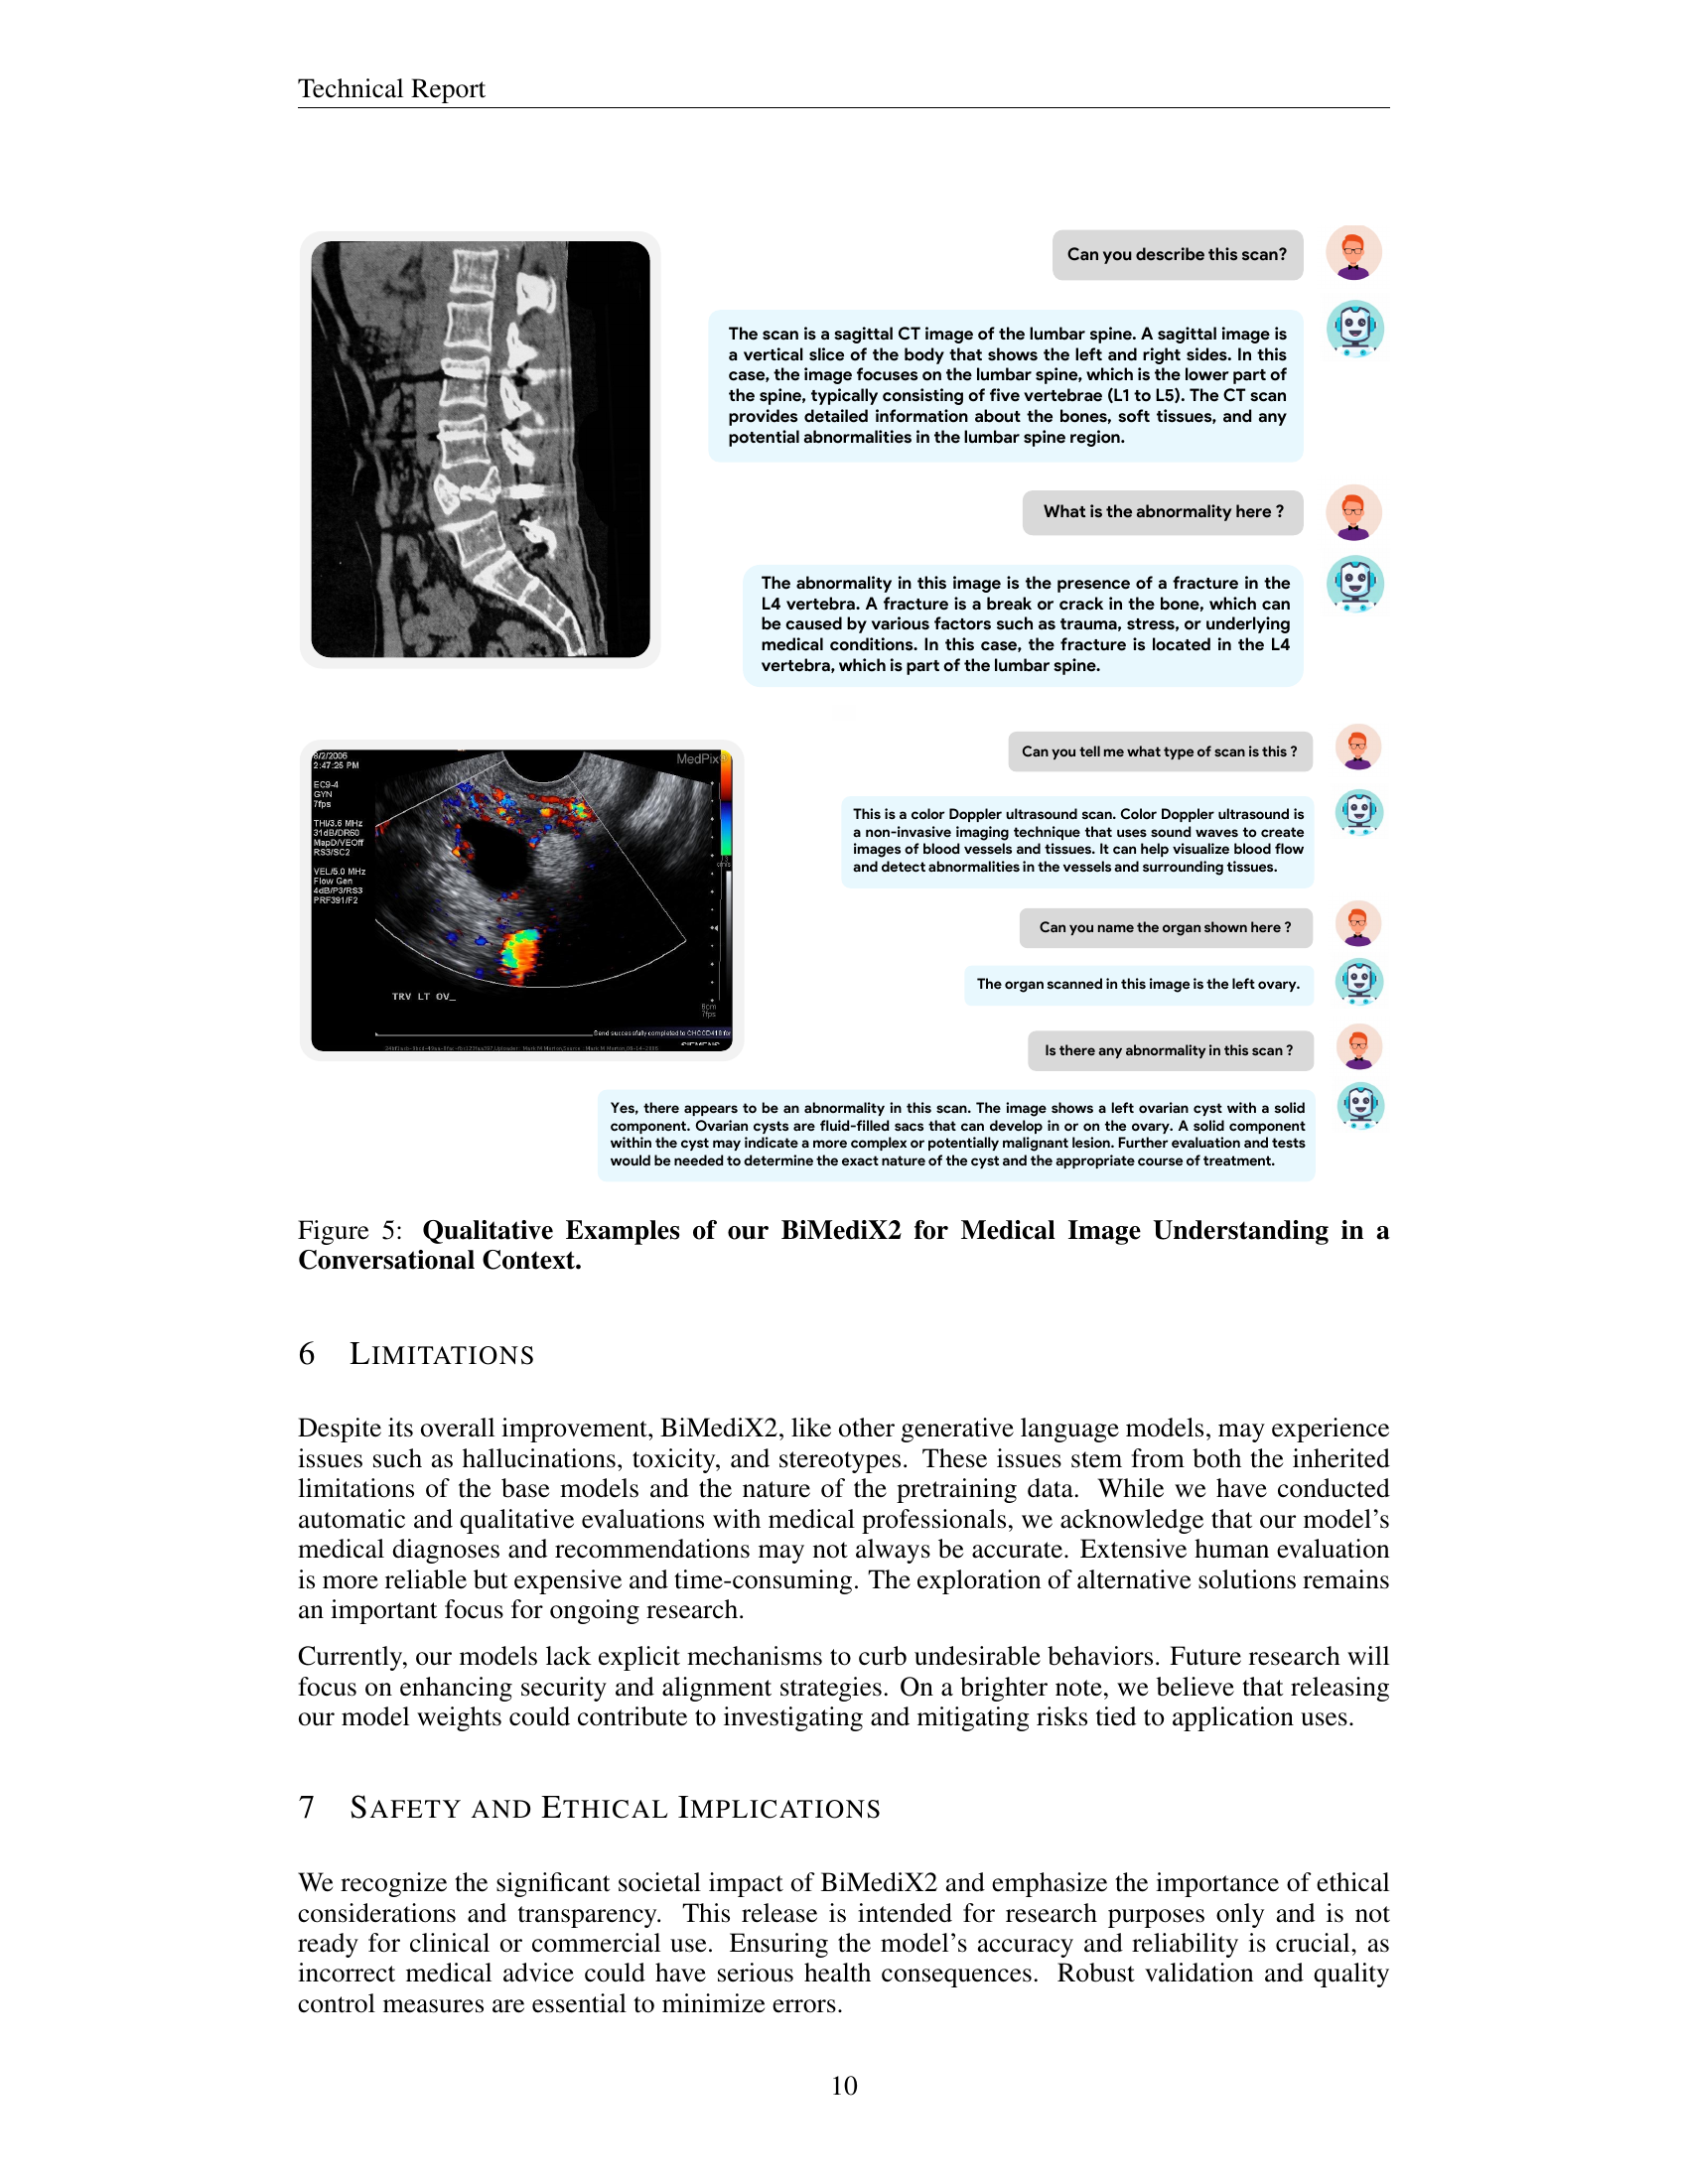 Technical Report
Can you describe this scan?
The scan is a sagittal CT image of the lumbar spine. A sagittal image is
a vertical slice of the body that shows the left and right sides. In this
case, the image focuses on the lumbar spine, which is the lower part of
the spine, typically consisting of five vertebrae (L1 to L5). The CT scan
provides detailed information about the bones, soft tissues, and any
potential abnormalities in the lumbar spine region.
What is the abnormality here ?
The abnormality in this image is the presence of a fracture in the
L4 vertebra. A fracture is a break or crack in the bone, which can
be caused by various factors such as trauma, stress, or underlying
medical conditions. In this case, the fracture is located in the L4
vertebra, which is part of the lumbar spine.
8/2/2006
2:47:25 PM
EC9-4
GYN
7fps
THI/3.6 MHz
31dB/DR60
MapD/VEOff
RS3/SC2
VEL/5.0 MHz
Flow Gen
4dB/P3/RS3
PRF391/F2
MedPix
TRV LT OV_
8cm
7fps
Send successfully completed to CHCCD410 for
SIEMENS
Can you tell me what type of scan is this ?
This is a color Doppler ultrasound scan. Color Doppler ultrasound is
a non-invasive imaging technique that uses sound waves to create
images of blood vessels and tissues. It can help visualize blood flow
and detect abnormalities in the vessels and surrounding tissues.
Can you name the organ shown here ?
The organ scanned in this image is the left ovary.
Is there any abnormality in this scan ?
Yes, there appears to be an abnormality in this scan. The image shows a left ovarian cyst with a solid
component. Ovarian cysts are fluid-filled sacs that can develop in or on the ovary. A solid component
within the cyst may indicate a more complex or potentially malignant lesion. Further evaluation and tests
would be needed to determine the exact nature of the cyst and the appropriate course of treatment.
Figure 5: Qualitative Examples of our BiMediX2 for Medical Image Understanding in a
Conversational Context.
6 LIMITATIONS
Despite its overall improvement, BiMediX2, like other generative language models, may experience
issues such as hallucinations, toxicity, and stereotypes. These issues stem from both the inherited
limitations of the base models and the nature of the pretraining data. While we have conducted
automatic and qualitative evaluations with medical professionals, we acknowledge that our model's
medical diagnoses and recommendations may not always be accurate. Extensive human evaluation
is more reliable but expensive and time-consuming. The exploration of alternative solutions remains
an important focus for ongoing research.
Currently, our models lack explicit mechanisms to curb undesirable behaviors. Future research will
focus on enhancing security and alignment strategies. On a brighter note, we believe that releasing
our model weights could contribute to investigating and mitigating risks tied to application uses.
7 SAFETY AND ETHICAL IMPLICATIONS
We recognize the significant societal impact of BiMediX2 and emphasize the importance of ethical
considerations and transparency. This release is intended for research purposes only and is not
ready for clinical or commercial use. Ensuring the model's accuracy and reliability is crucial, as
incorrect medical advice could have serious health consequences. Robust validation and quality
control measures are essential to minimize errors.
10